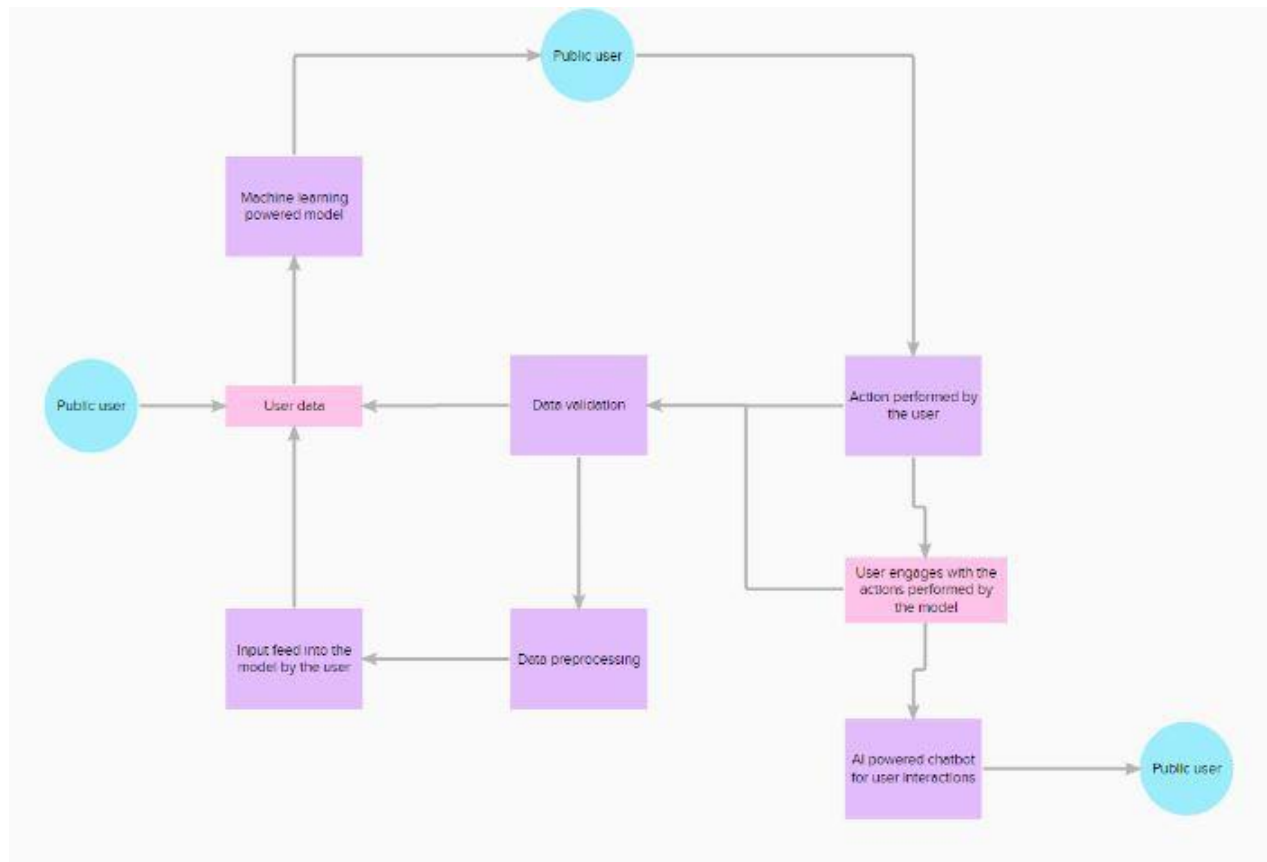 Public user
Machine learning
powered model
Public user
User data
Data validation
Action performed by
the user
User engages with the
actions performed by
the model
Input feed into the
model by the user
Data preprocessing
AI powered chatbot
for user interactions
Public user